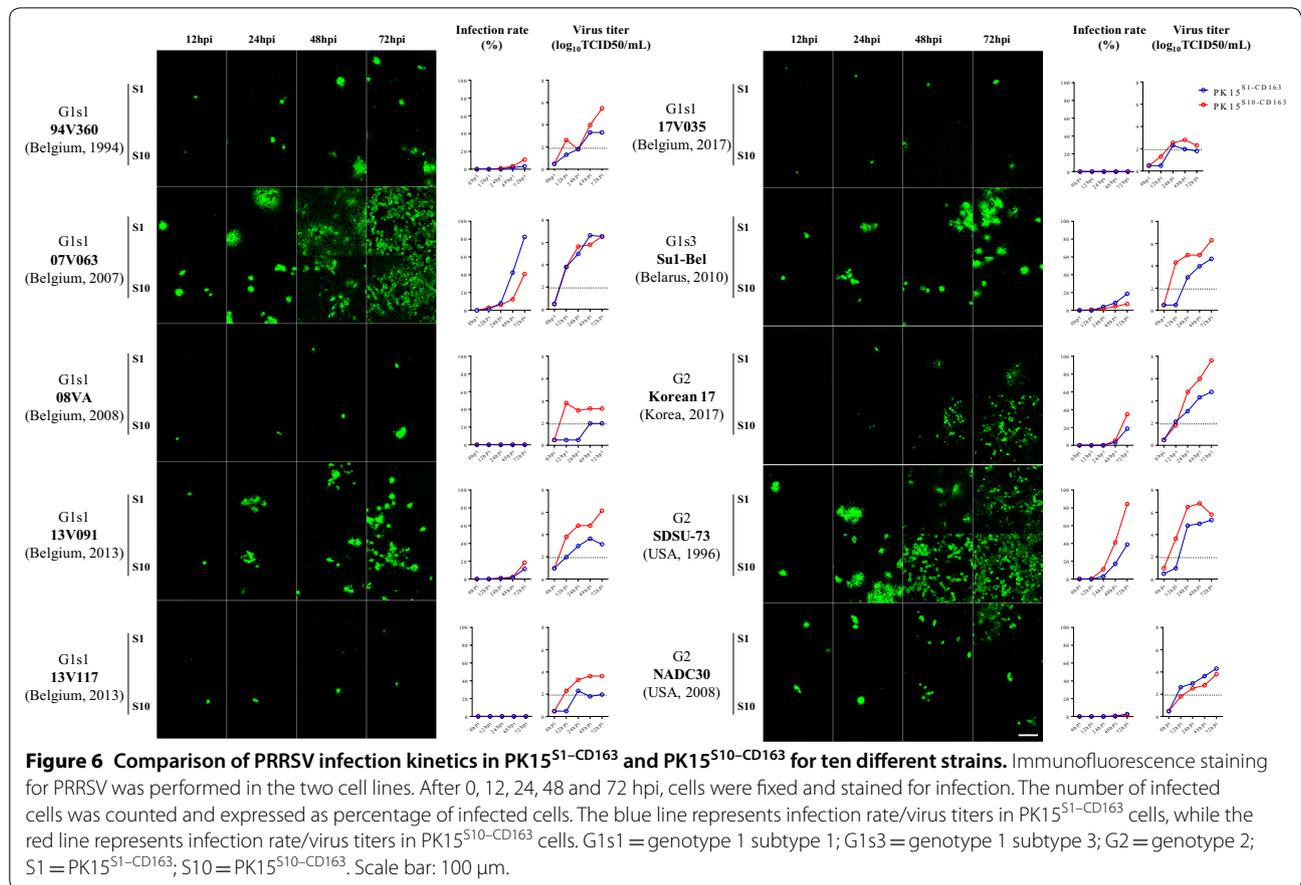 12hpi 24hpi 48hpi 72hpi
Infection rate
(%)
Virus titer
(log10TCID50/mL)
12hpi 24hpi 48hpi 72hpi
Infection rate
(%)
Virus titer
(log10TCID50/mL)
PK15S1-CD163
PK15S10-CD163
G1s1
94V360
(Belgium, 1994)
S1
S10
G1s1
17V035
(Belgium, 2017)
S1
S10
G1s1
07V063
(Belgium, 2007)
S1
S10
G1s3
Su1-Bel
(Belarus, 2010)
S1
S10
G1s1
08VA
(Belgium, 2008)
S1
S10
G2
Korean 17
(Korea, 2017)
S1
S10
G1s1
13V091
(Belgium, 2013)
S1
S10
G2
SDSU-73
(USA, 1996)
S1
S10
G1s1
13V117
(Belgium, 2013)
S1
S10
G2
NADC30
(USA, 2008)
S1
S10
Figure 6 Comparison of PRRSV infection kinetics in PK15S1–CD163 and PK15S10–CD163 for ten different strains. Immunofluorescence staining
for PRRSV was performed in the two cell lines. After 0, 12, 24, 48 and 72 hpi, cells were fixed and stained for infection. The number of infected
cells was counted and expressed as percentage of infected cells. The blue line represents infection rate/virus titers in PK15S1–CD163 cells, while the
red line represents infection rate/virus titers in PK15S10–CD163 cells. G1s1 = genotype 1 subtype 1; G1s3 = genotype 1 subtype 3; G2 = genotype 2;
S1 = PK15S1–CD163; S10 = PK15S10–CD163. Scale bar: 100 µm.